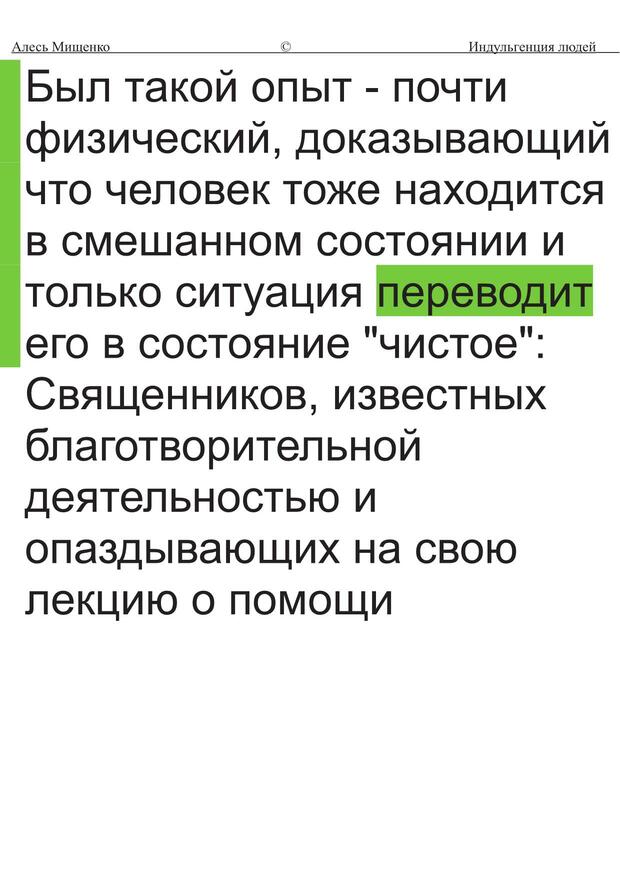 Алесь Мищенко © Индульгенция людей
Был такой опыт - почти
физический, доказывающий
что человек тоже находится
в смешанном состоянии и
только ситуация переводит
его в состояние "чистое":
Священников, известных
благотворительной
деятельностью и
опаздывающих на свою
лекцию о помощи